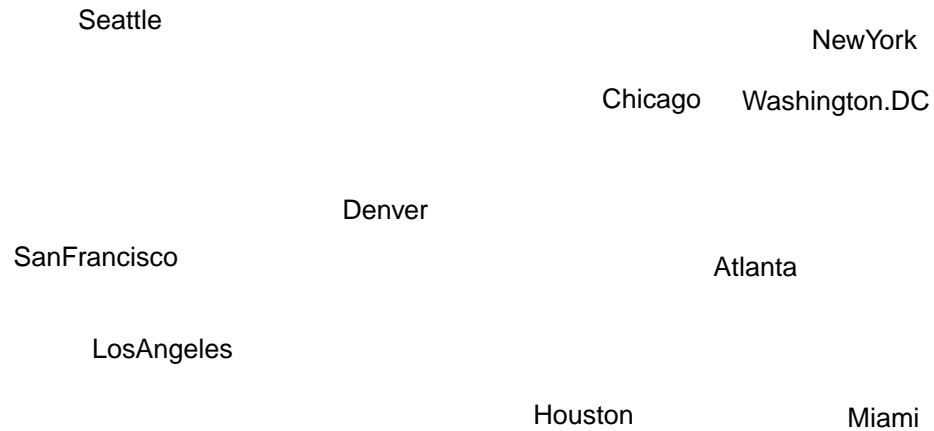 Seattle
NewYork
Chicago
Washington.DC
Denver
SanFrancisco
Atlanta
LosAngeles
Houston
Miami